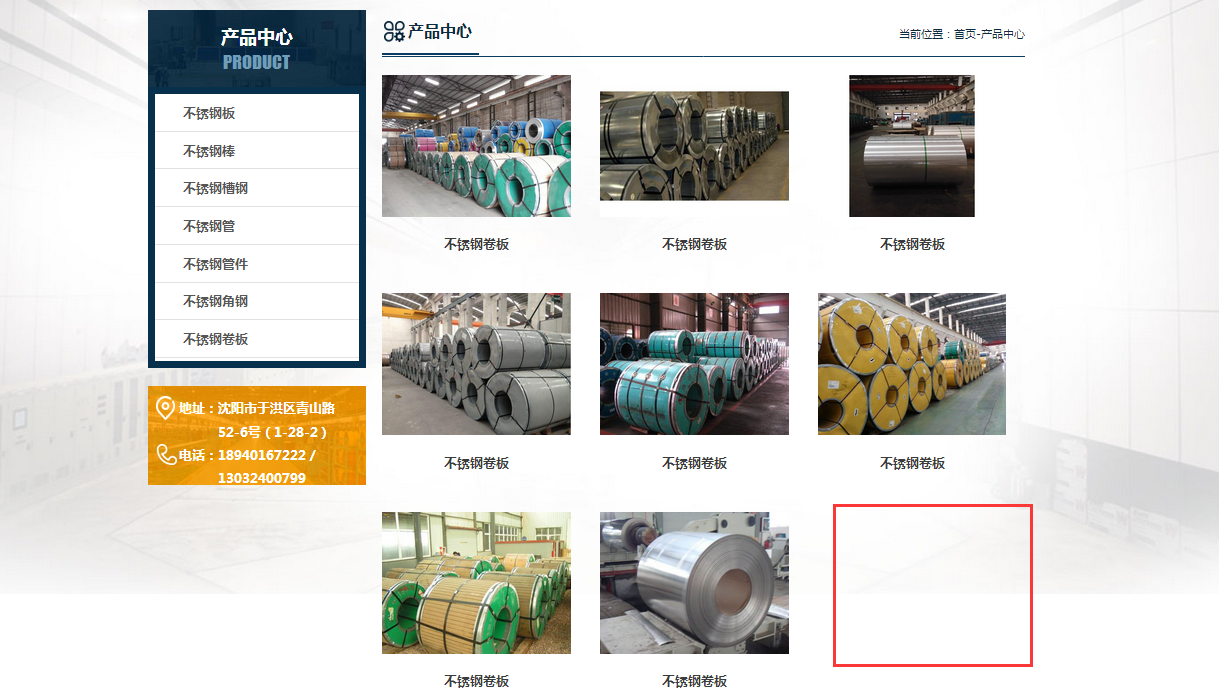 产品中心
PRODUCT
不锈钢板
不锈钢棒
不锈钢槽钢
不锈钢管
不锈钢管件
不锈钢角钢
不锈钢卷板
地址：沈阳市于洪区青山路
52-6号（1-28-2）
电话：18940167222 /
13032400799
产品中心
当前位置：首页-产品中心
不锈钢卷板
不锈钢卷板
不锈钢卷板
不锈钢卷板
不锈钢卷板
不锈钢卷板
不锈钢卷板
不锈钢卷板